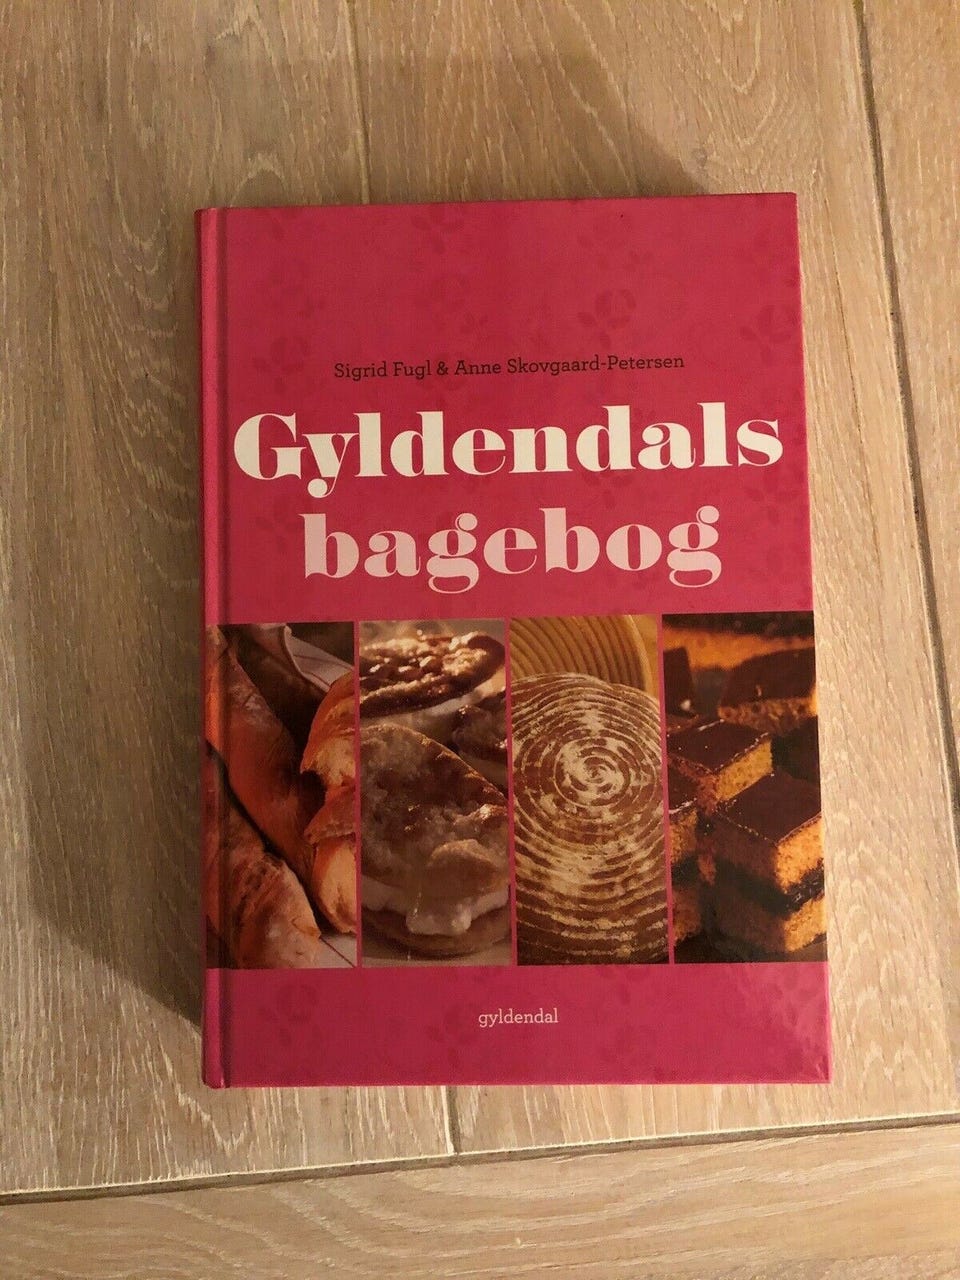 Sigrid Fugl & Anne Skovgaard-Petersen
Gyldendals
bagebog
gyldendal